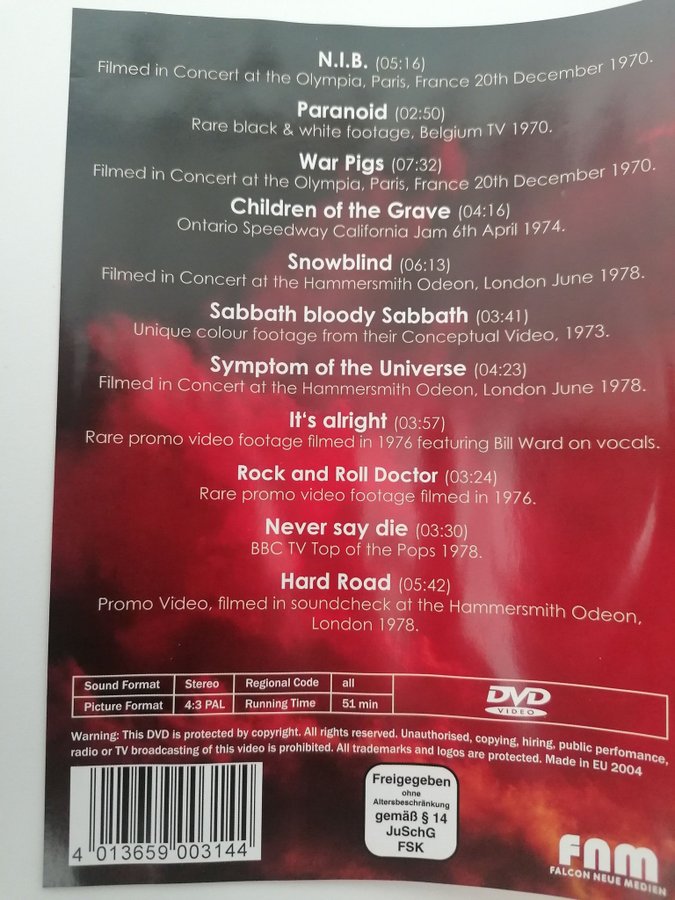 N.I.B. (05:16)
Filmed in Concert at the Olympia, Paris, France 20th December 1970.
Paranoid (02:50)
Rare black & white footage, Belgium TV 1970.
War Pigs (07:32)
Filmed in Concert at the Olympia, Paris, France 20th December 1970.
Children of the Grave (04:16)
Ontario Speedway California Jam 6th April 1974.
Snowblind (06:13)
Filmed in Concert at the Hammersmith Odeon, London June 1978.
Sabbath bloody Sabbath (03:41)
Unique colour footage from their Conceptual Video, 1973.
Symptom of the Universe (04:23)
Filmed in Concert at the Hammersmith Odeon, London June 1978.
It's alright (03:57)
Rare promo video footage filmed in 1976 featuring Bill Ward on vocals.
Rock and Roll Doctor (03:24)
Rare promo video footage filmed in 1976.
Never say die (03:30)
BBC TV Top of the Pops 1978.
Hard Road (05:42)
Promo Video, filmed in soundcheck at the Hammersmith Odeon,
London 1978.
Sound Format Stereo Regional Code all
Picture Format 4:3 PAL Running Time 51 min
DVD
VIDEO
Warning: This DVD is protected by copyright. All rights reserved. Unauthorised, copying, hiring, public perfomance,
radio or TV broadcasting of this video is prohibited. All trademarks and logos are protected. Made in EU 2004
4 013659 003144
Freigegeben
ohne
Altersbeschränkung
gemäß § 14
JuSchG
FSK
fnm
FALCON NEUE MEDIEN